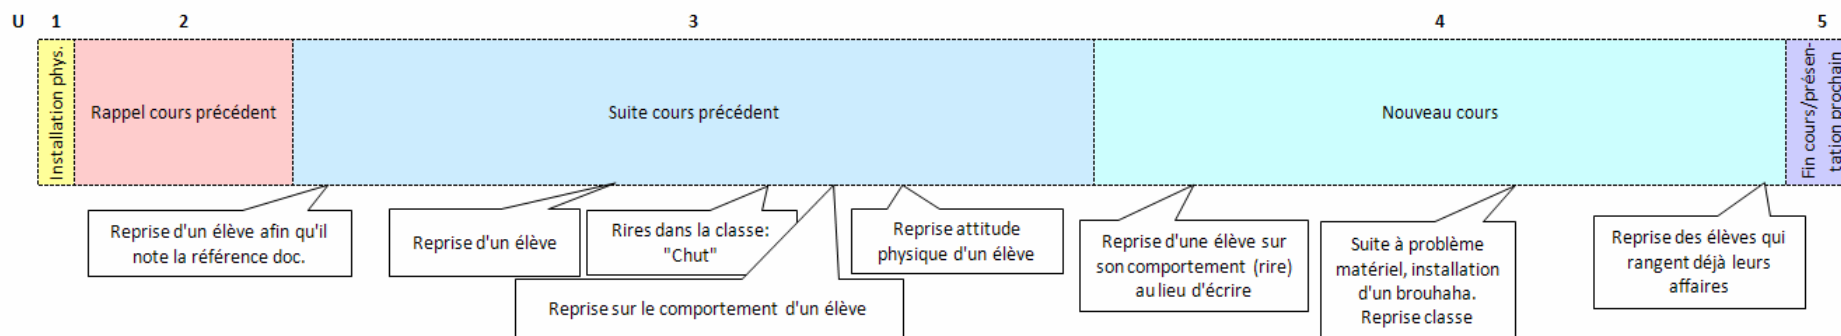 U 1 2 3 4 5
Installation phys.
Rappel cours précédent
Suite cours précédent
Nouveau cours
Fin cours/présen-
tation prochain
Reprise d'un élève afin qu'il
note la référence doc.
Reprise d'un élève
Rires dans la classe:
"Chut"
Reprise sur le comportement d'un élève
Reprise attitude
physique d'un élève
Reprise d'une élève sur
son comportement (rire)
au lieu d'écrire
Suite à problème
matériel, installation
d'un brouhaha.
Reprise classe
Reprise des élèves qui
rangent déjà leurs
affaires